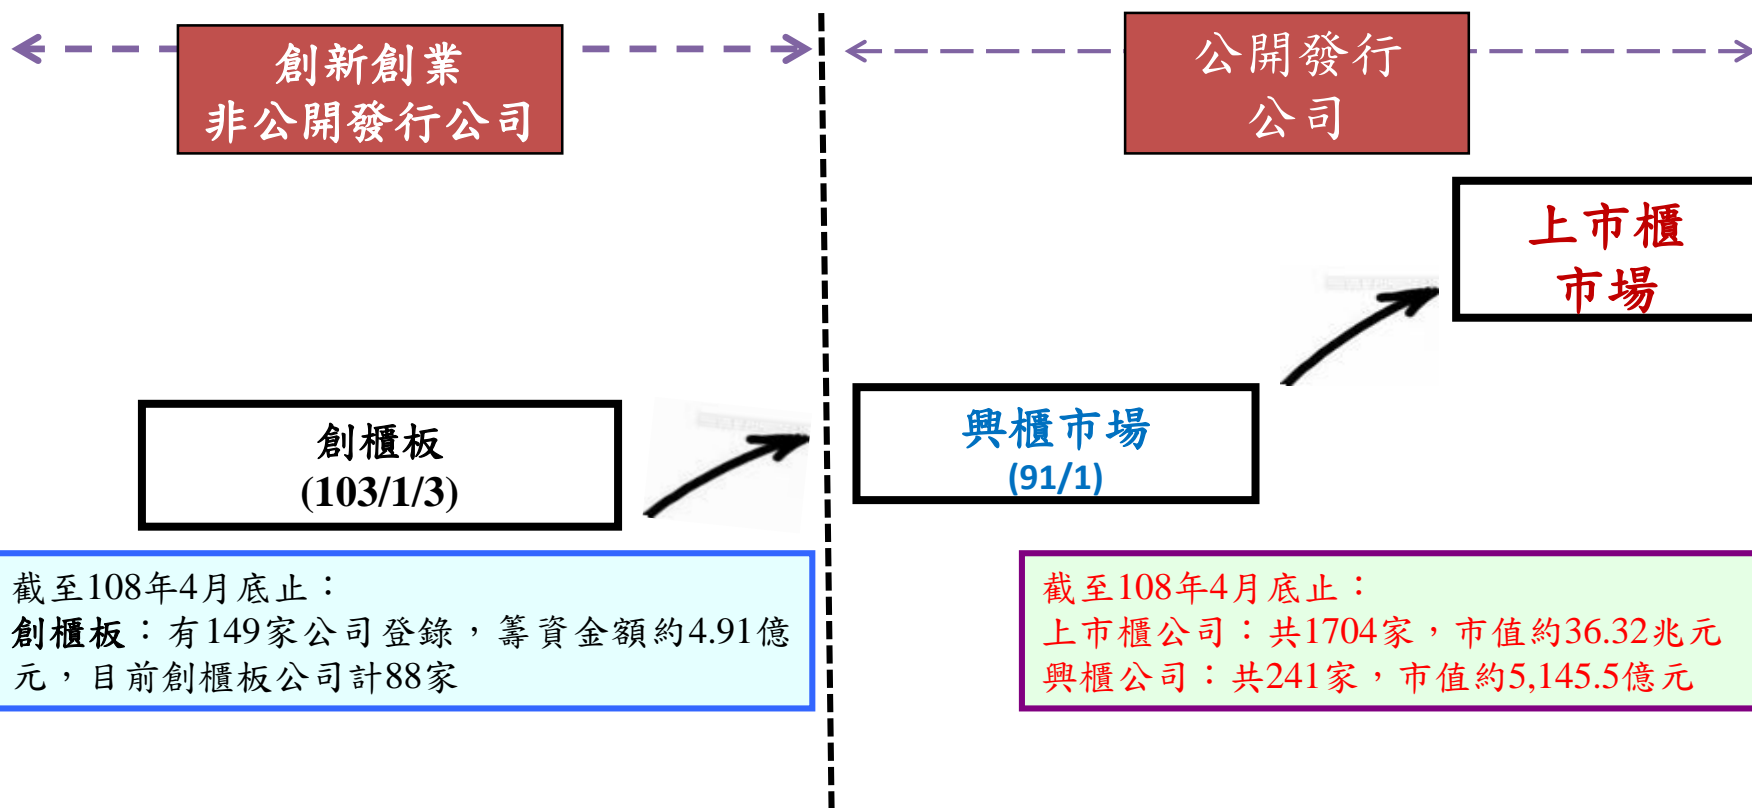 創新創業
非公開發行公司
公開發行
公司
上市櫃
市場
創櫃板
(103/1/3)
興櫃市場
(91/1)
截至108年4月底止：
創櫃板：有149家公司登錄，籌資金額約4.91億
元，目前創櫃板公司計88家
截至108年4月底止：
上市櫃公司：共1704家，市值約36.32兆元
興櫃公司：共241家，市值約5,145.5億元